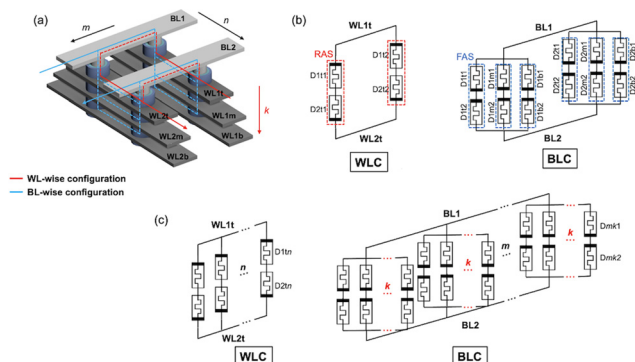 (a)
m
n
BL1
BL2
WL1t
WL2t
WL1m
WL2m
WL1b
WL2b
k
WL-wise configuration
BL-wise configuration
(b)
WL1t
RAS
D1t1
D2t1
D1t2
D2t2
WL2t
WLC
BL1
FAS
D1t1
D1t2
D1m1
D1m2
D1b1
D1b2
D2t1
D2t2
D2m1
D2m2
D2b1
D2b2
BL2
BLC
(c)
WL1t
n
...
D1tn
D2tn
WL2t
WLC
BL1
k
...
k
...
m
...
k
...
Dmk1
Dmk2
BL2
BLC